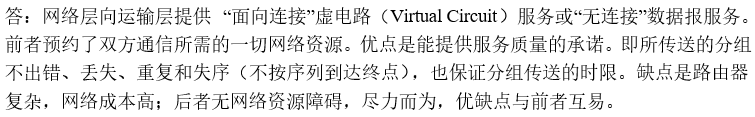 答：网络层向运输层提供 “面向连接”虚电路（Virtual Circuit）服务或“无连接”数据报服务。
前者预约了双方通信所需的一切网络资源。优点是能提供服务质量的承诺。即所传送的分组
不出错、丢失、重复和失序（不按序列到达终点），也保证分组传送的时限。缺点是路由器
复杂，网络成本高；后者无网络资源障碍，尽力而为，优缺点与前者互易。